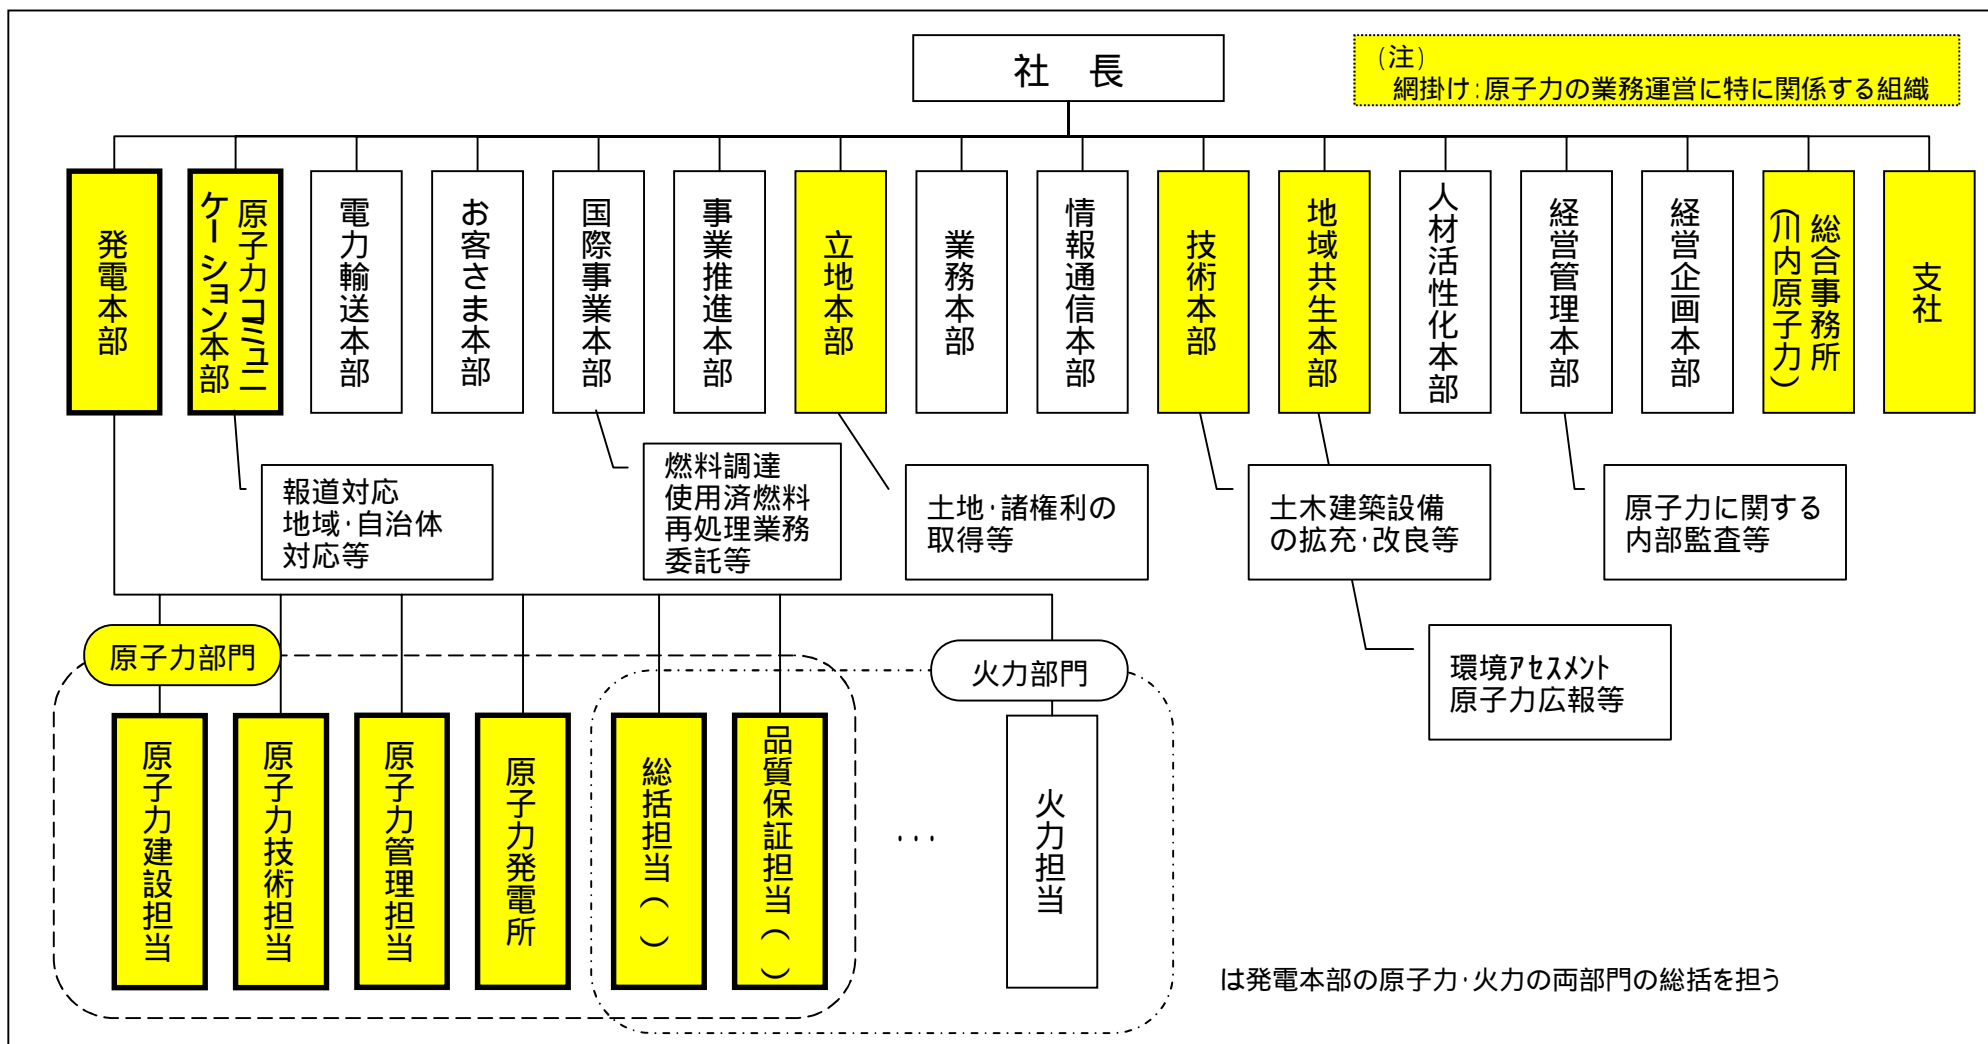 社　長
(注)
網掛け:原子力の業務運営に特に関係する組織
発電本部
原子力コミュニ
ケーション本部
電力輸送本部
お客さま本部
国際事業本部
事業推進本部
立地本部
業務本部
情報通信本部
技術本部
地域共生本部
人材活性化本部
経営管理本部
経営企画本部
総合事務所
(川内原子力)
支社
報道対応
地域・自治体
対応等
燃料調達
使用済燃料
再処理業務
委託等
土地・諸権利の
取得等
土木建築設備
の拡充・改良等
原子力に関する
内部監査等
環境アセスメント
原子力広報等
原子力部門
火力部門
原子力建設担当
原子力技術担当
原子力管理担当
原子力発電所
総括担当( )
品質保証担当( )
・・・
火力担当
は発電本部の原子力・火力の両部門の総括を担う